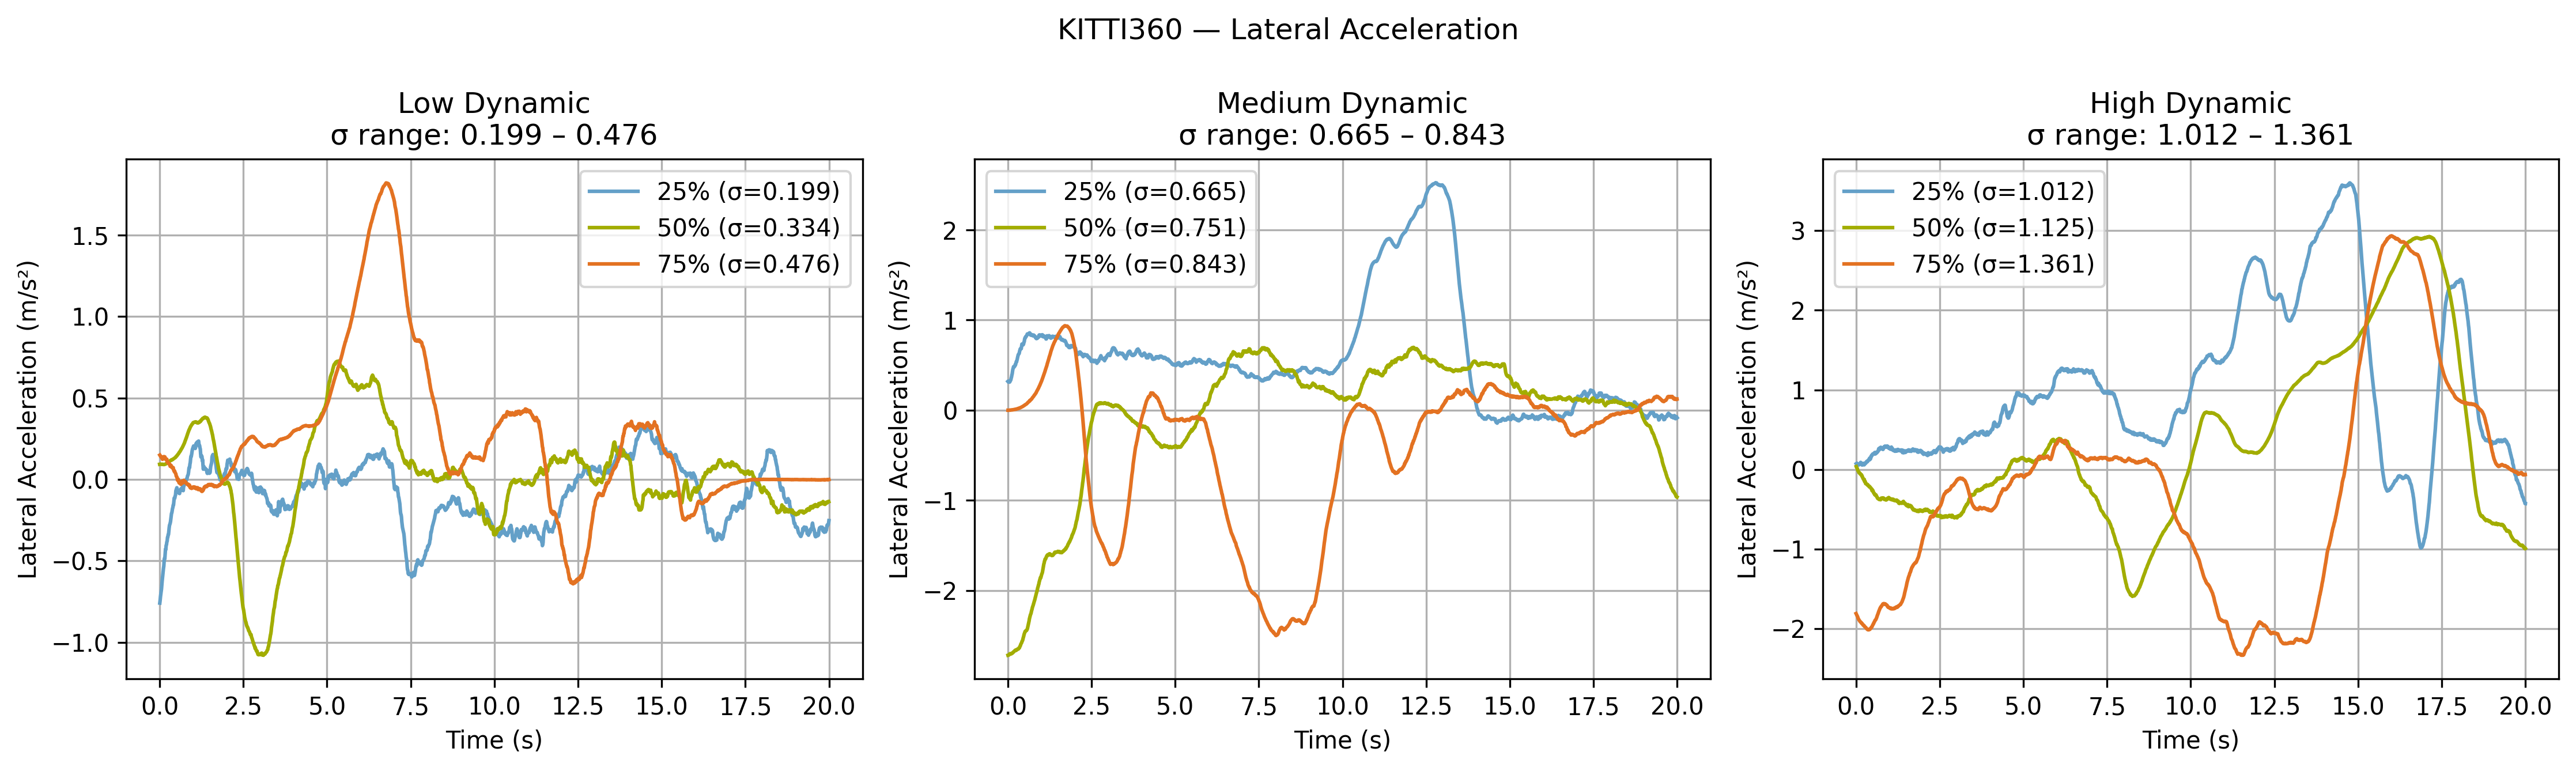 KITTI360 — Lateral Acceleration
Low Dynamic
σ range: 0.199 – 0.476
25% (σ=0.199)
50% (σ=0.334)
75% (σ=0.476)
Lateral Acceleration (m/s²)
1.5
1.0
0.5
0.0
−0.5
−1.0
0.0 2.5 5.0 7.5 10.0 12.5 15.0 17.5 20.0
Time (s)
Medium Dynamic
σ range: 0.665 – 0.843
25% (σ=0.665)
50% (σ=0.751)
75% (σ=0.843)
Lateral Acceleration (m/s²)
2
1
0
−1
−2
0.0 2.5 5.0 7.5 10.0 12.5 15.0 17.5 20.0
Time (s)
High Dynamic
σ range: 1.012 – 1.361
25% (σ=1.012)
50% (σ=1.125)
75% (σ=1.361)
Lateral Acceleration (m/s²)
3
2
1
0
−1
−2
0.0 2.5 5.0 7.5 10.0 12.5 15.0 17.5 20.0
Time (s)